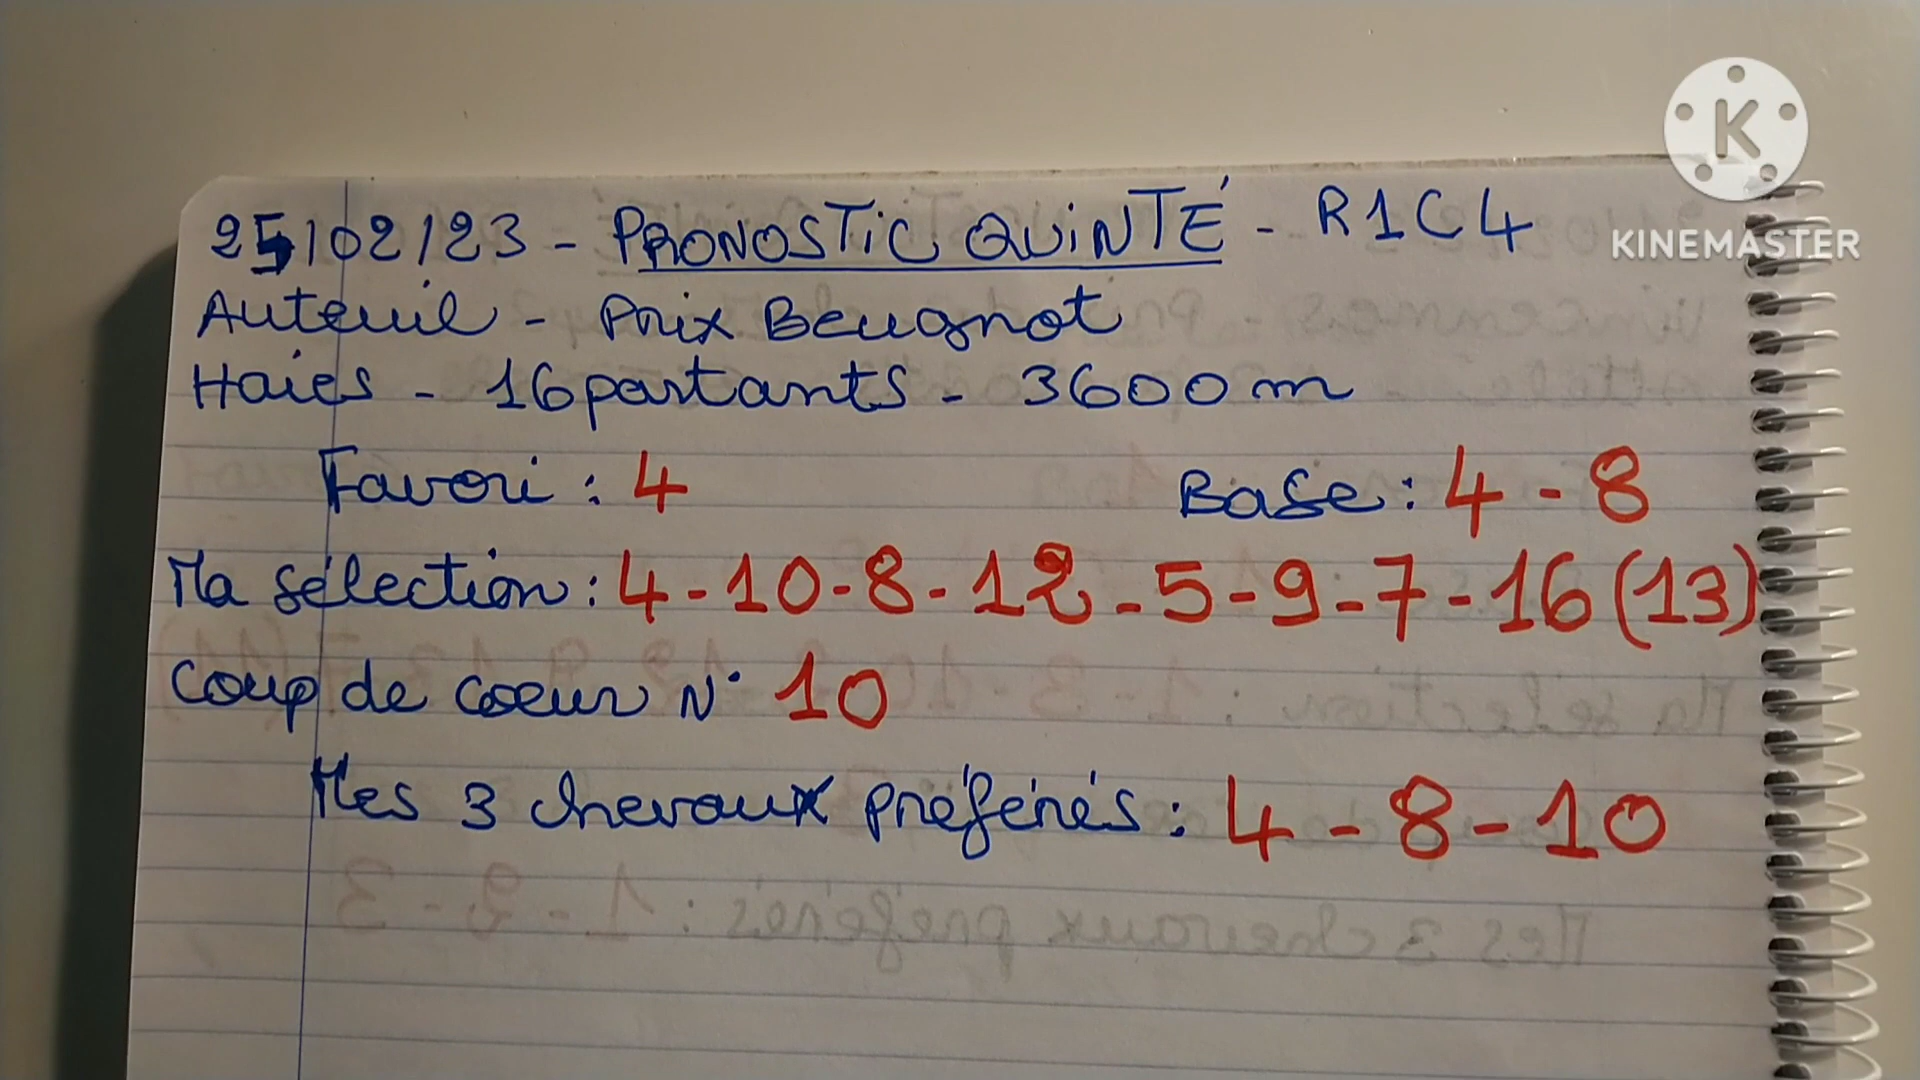 25/02/23 - PRONOSTIC QUINTÉ - R1C4
Auteuil - Prix Beugnot
Haies - 16 partants - 3600 m
Favori : 4 Base : 4 - 8
Ma sélection : 4 - 10 - 8 - 12 - 5 - 9 - 7 - 16 (13)
Coup de coeur N° 10
Mes 3 chevaux préférés : 4 - 8 - 10
K
KINEMASTER